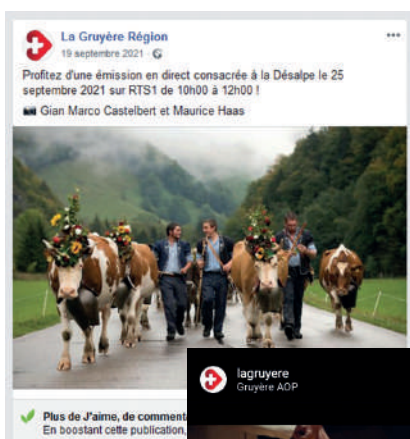 La Gruyère Région
19 septembre 2021
Profitez d'une émission en direct consacrée à la Désalpe le 25
septembre 2021 sur RTS1 de 10h00 à 12h00 !
Gian Marco Castelbert et Maurice Haas
lagruyere
Gruyère AOP
Plus de J'aime, de comment
En boostant cette publication,